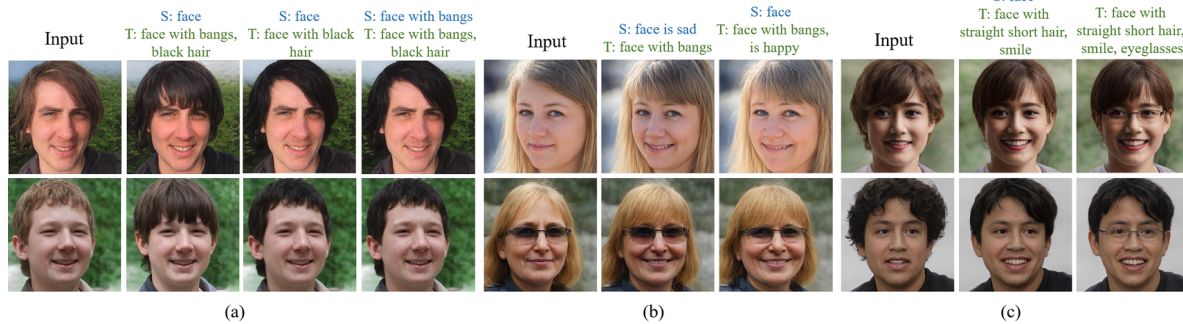 Input
S: face
T: face with bangs,
black hair
S: face
T: face with black
hair
S: face with bangs
T: face with bangs,
black hair
Input
S: face is sad
T: face with bangs
S: face
T: face with bangs,
is happy
Input
T: face with
straight short hair,
smile
T: face with
straight short hair,
smile, eyeglasses
(a)
(b)
(c)